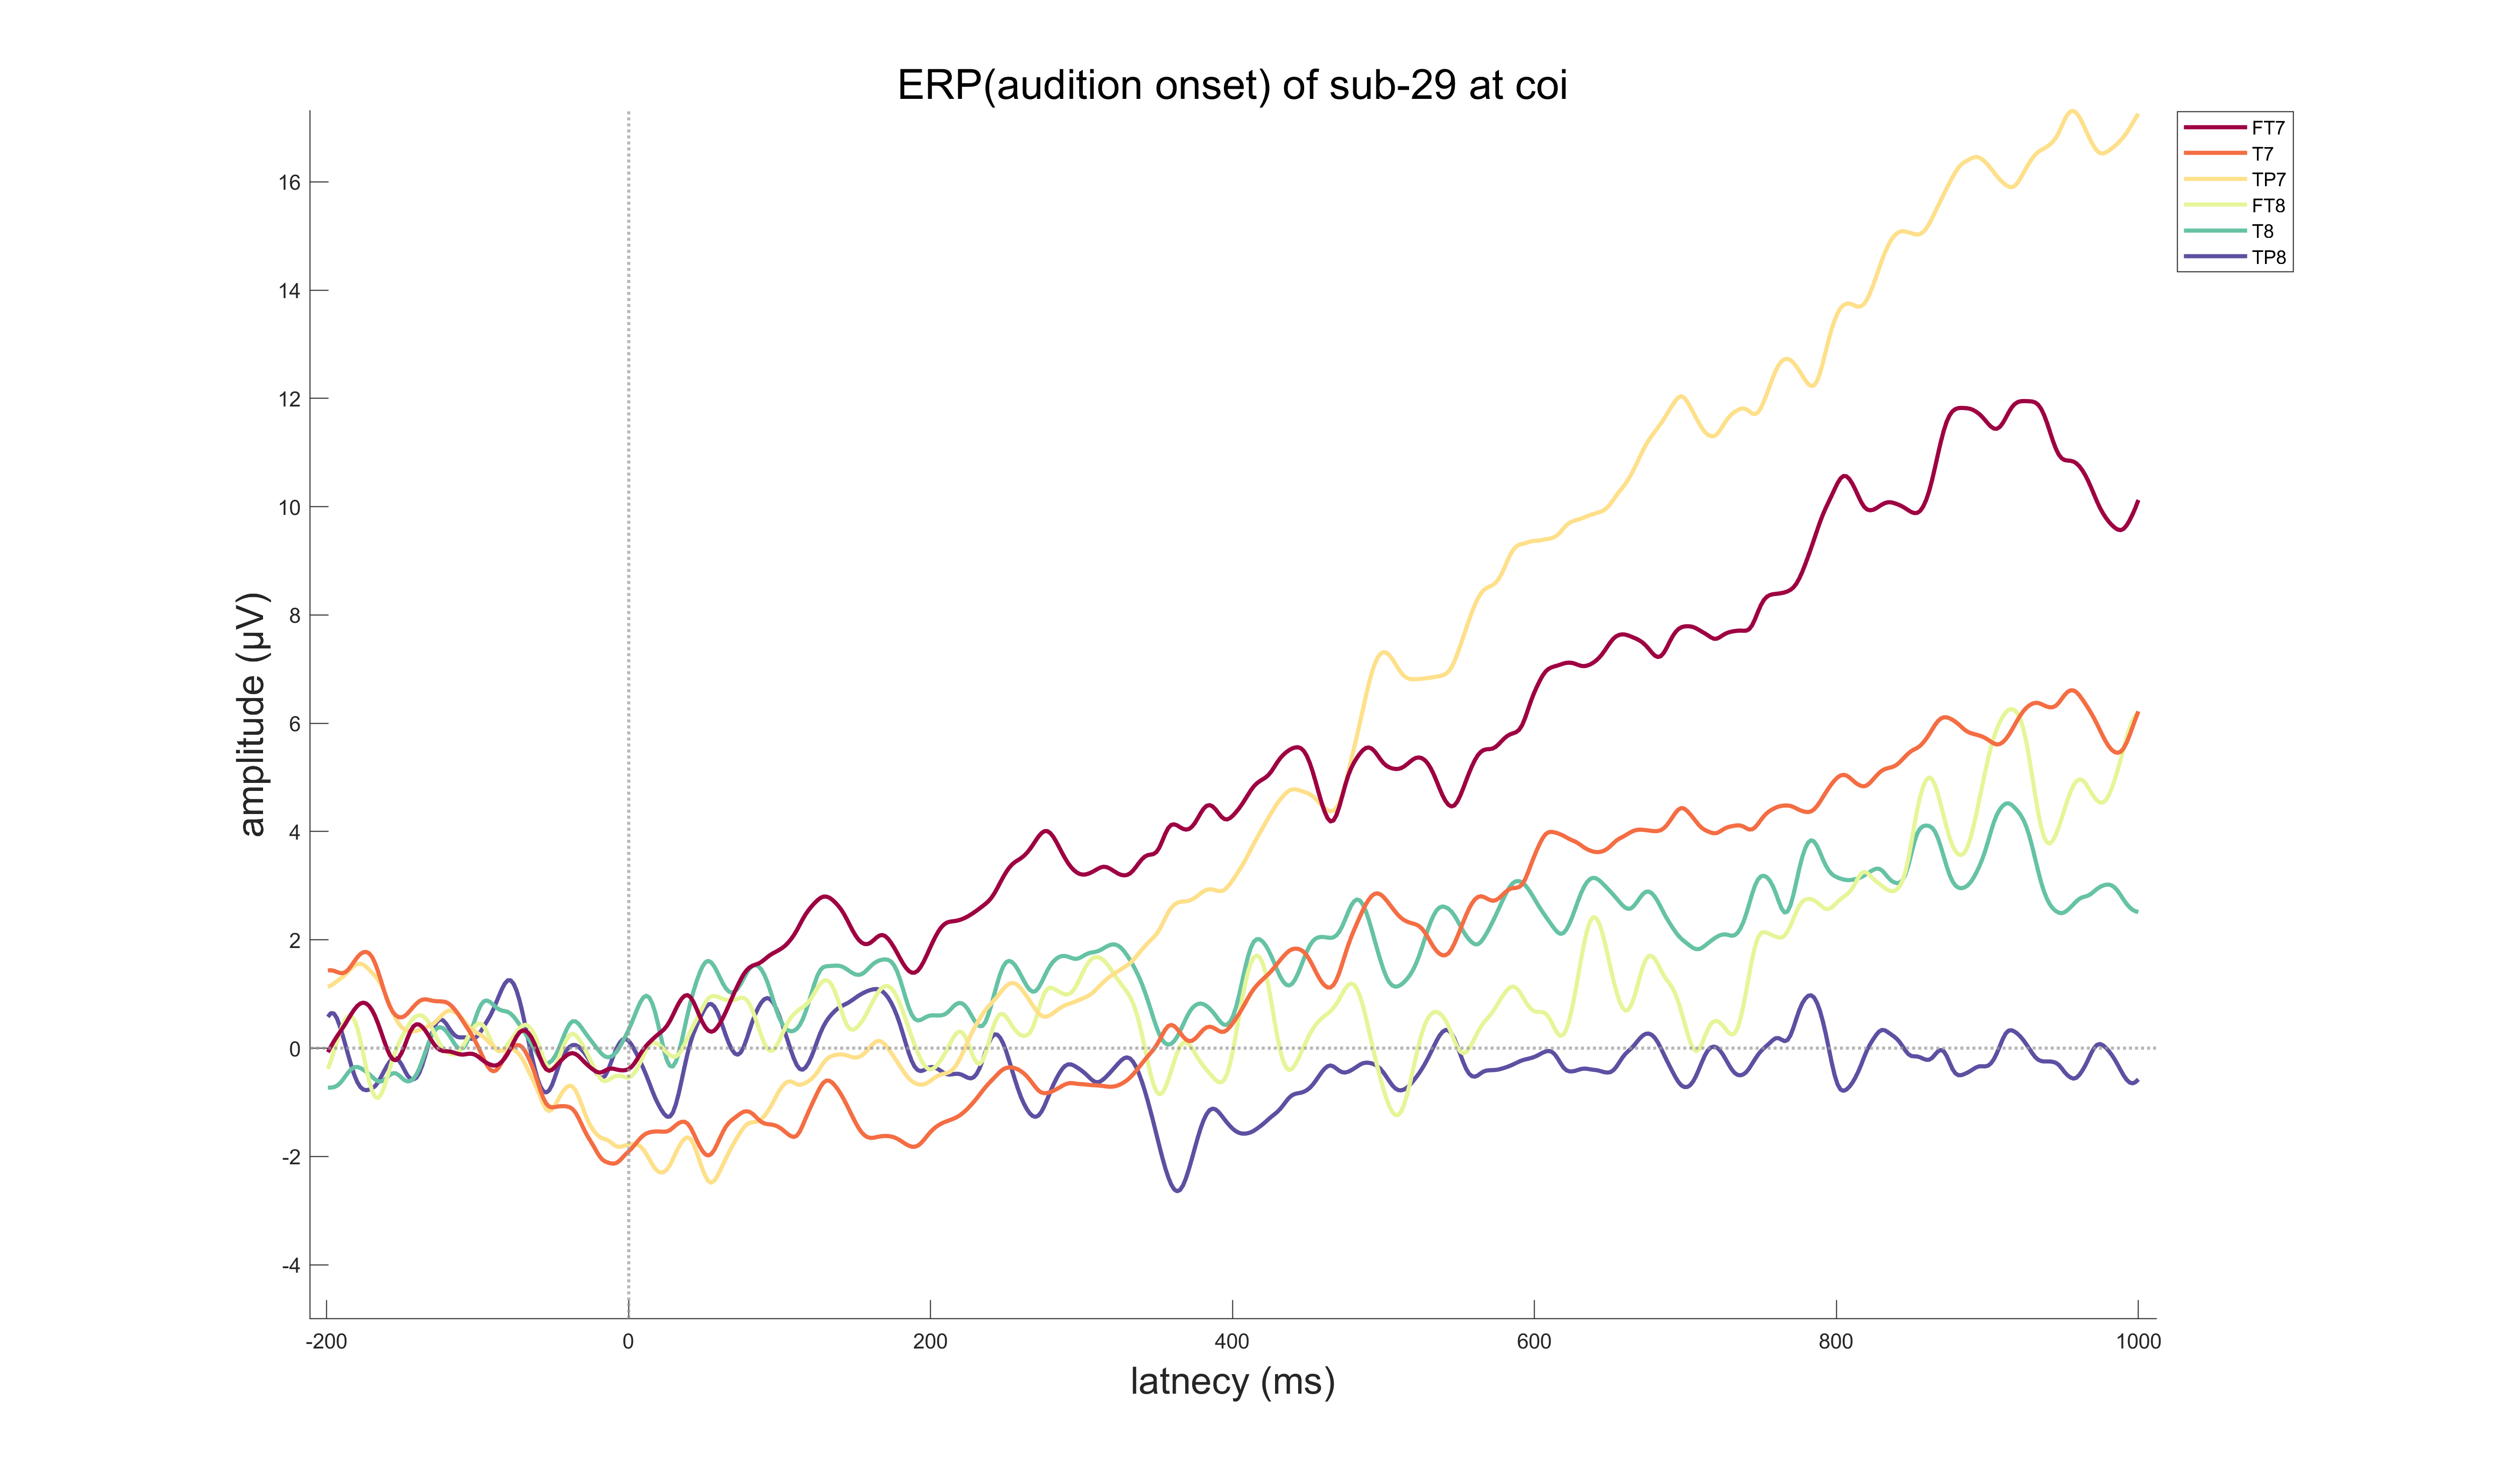 ERP(audition onset) of sub-29 at coi
FT7
T7
TP7
FT8
T8
TP8
16
14
12
10
8
6
4
2
0
-2
-4
amplitude (µV)
-200 0 200 400 600 800 1000
latnecy (ms)